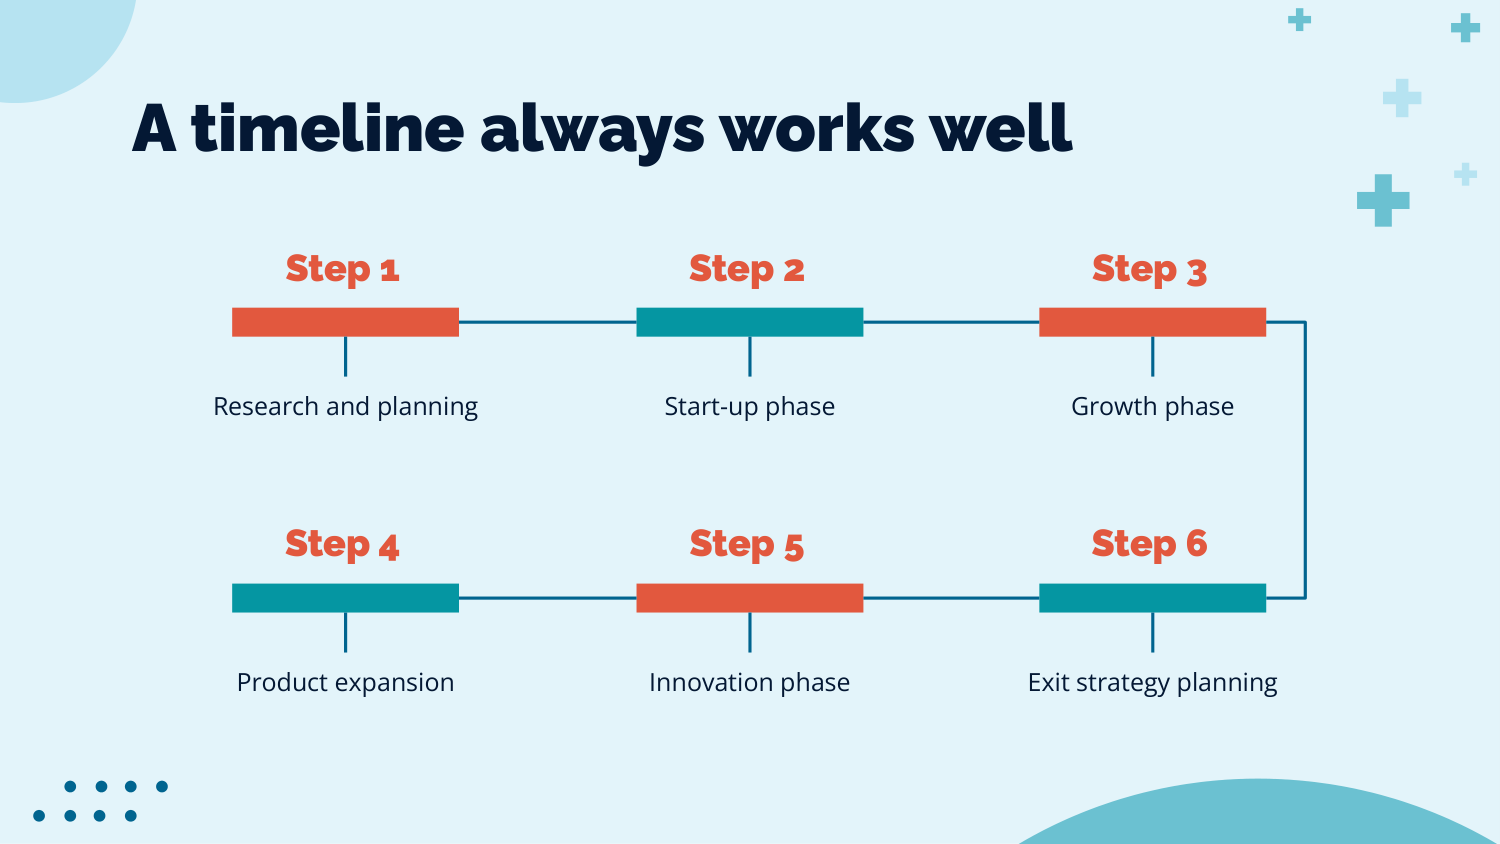 A timeline always works well
Step 1
Research and planning
Step 2
Start-up phase
Step 3
Growth phase
Step 4
Product expansion
Step 5
Innovation phase
Step 6
Exit strategy planning